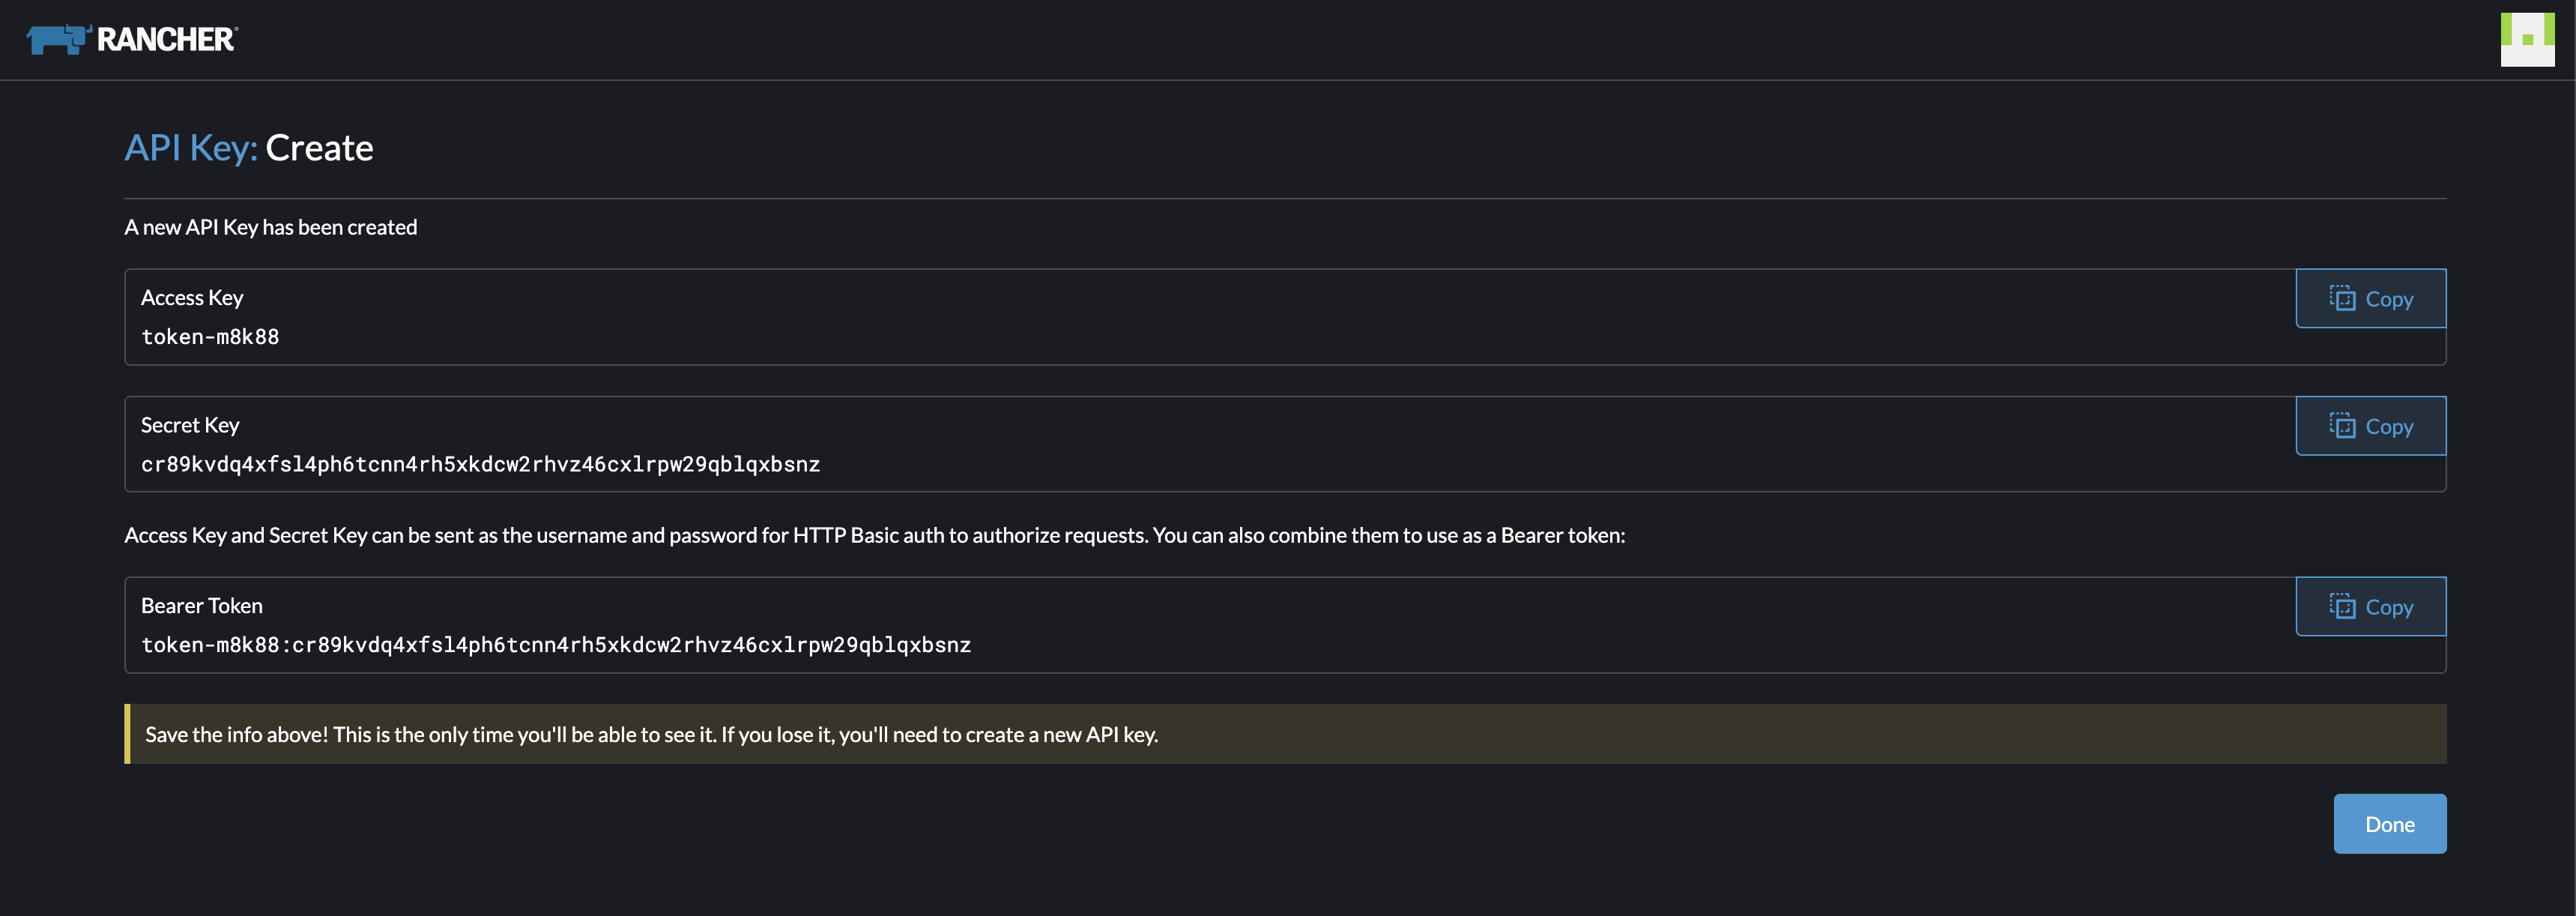 RANCHER
API Key: Create
A new API Key has been created
Access Key
Copy
token-m8k88
Secret Key
Copy
cr89kvdq4xfsl4ph6tcnn4rh5xkdcw2rhvz46cxlrpw29qblqxbsnz
Access Key and Secret Key can be sent as the username and password for HTTP Basic auth to authorize requests. You can also combine them to use as a Bearer token:
Bearer Token
Copy
token-m8k88:cr89kvdq4xfsl4ph6tcnn4rh5xkdcw2rhvz46cxlrpw29qblqxbsnz
Save the info above! This is the only time you'll be able to see it. If you lose it, you'll need to create a new API key.
Done